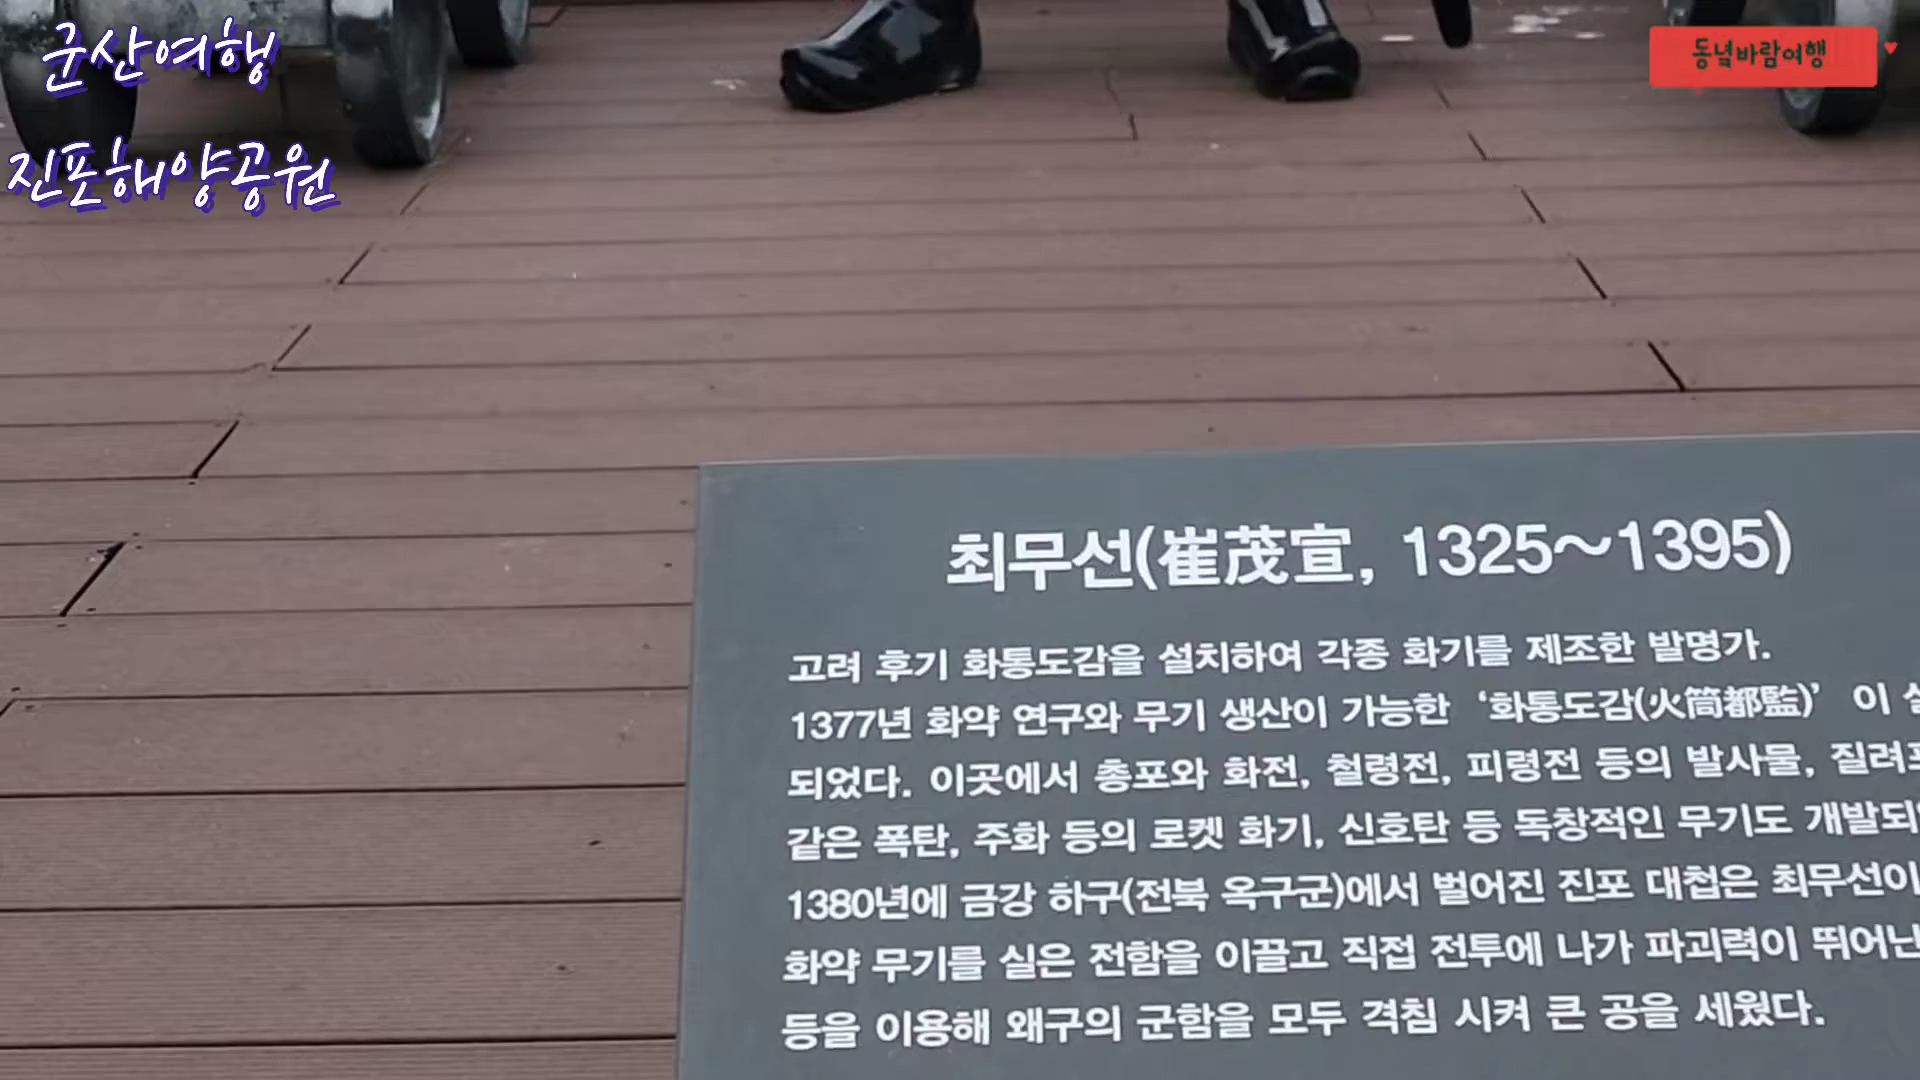 군산여행
진포해양공원
동녘바람여행
최무선(崔茂宣, 1325~1395)
고려 후기 화통도감을 설치하여 각종 화기를 제조한 발명가.
1377년 화약 연구와 무기 생산이 가능한 ‘화통도감(火筒都監)’ 이
되었다. 이곳에서 총포와 화전, 철령전, 피령전 등의 발사물,
같은 폭탄, 주화 등의 로켓 화기, 신호탄 등 독창적인 무기도
1380년에 금강 하구(전북 옥구군)에서 벌어진 진포 대첩은 최무선이
화약 무기를 실은 전함을 이끌고 직접 전투에 나가 파괴력이 뛰어난
등을 이용해 왜구의 군함을 모두 격침 시켜 큰 공을 세웠다.